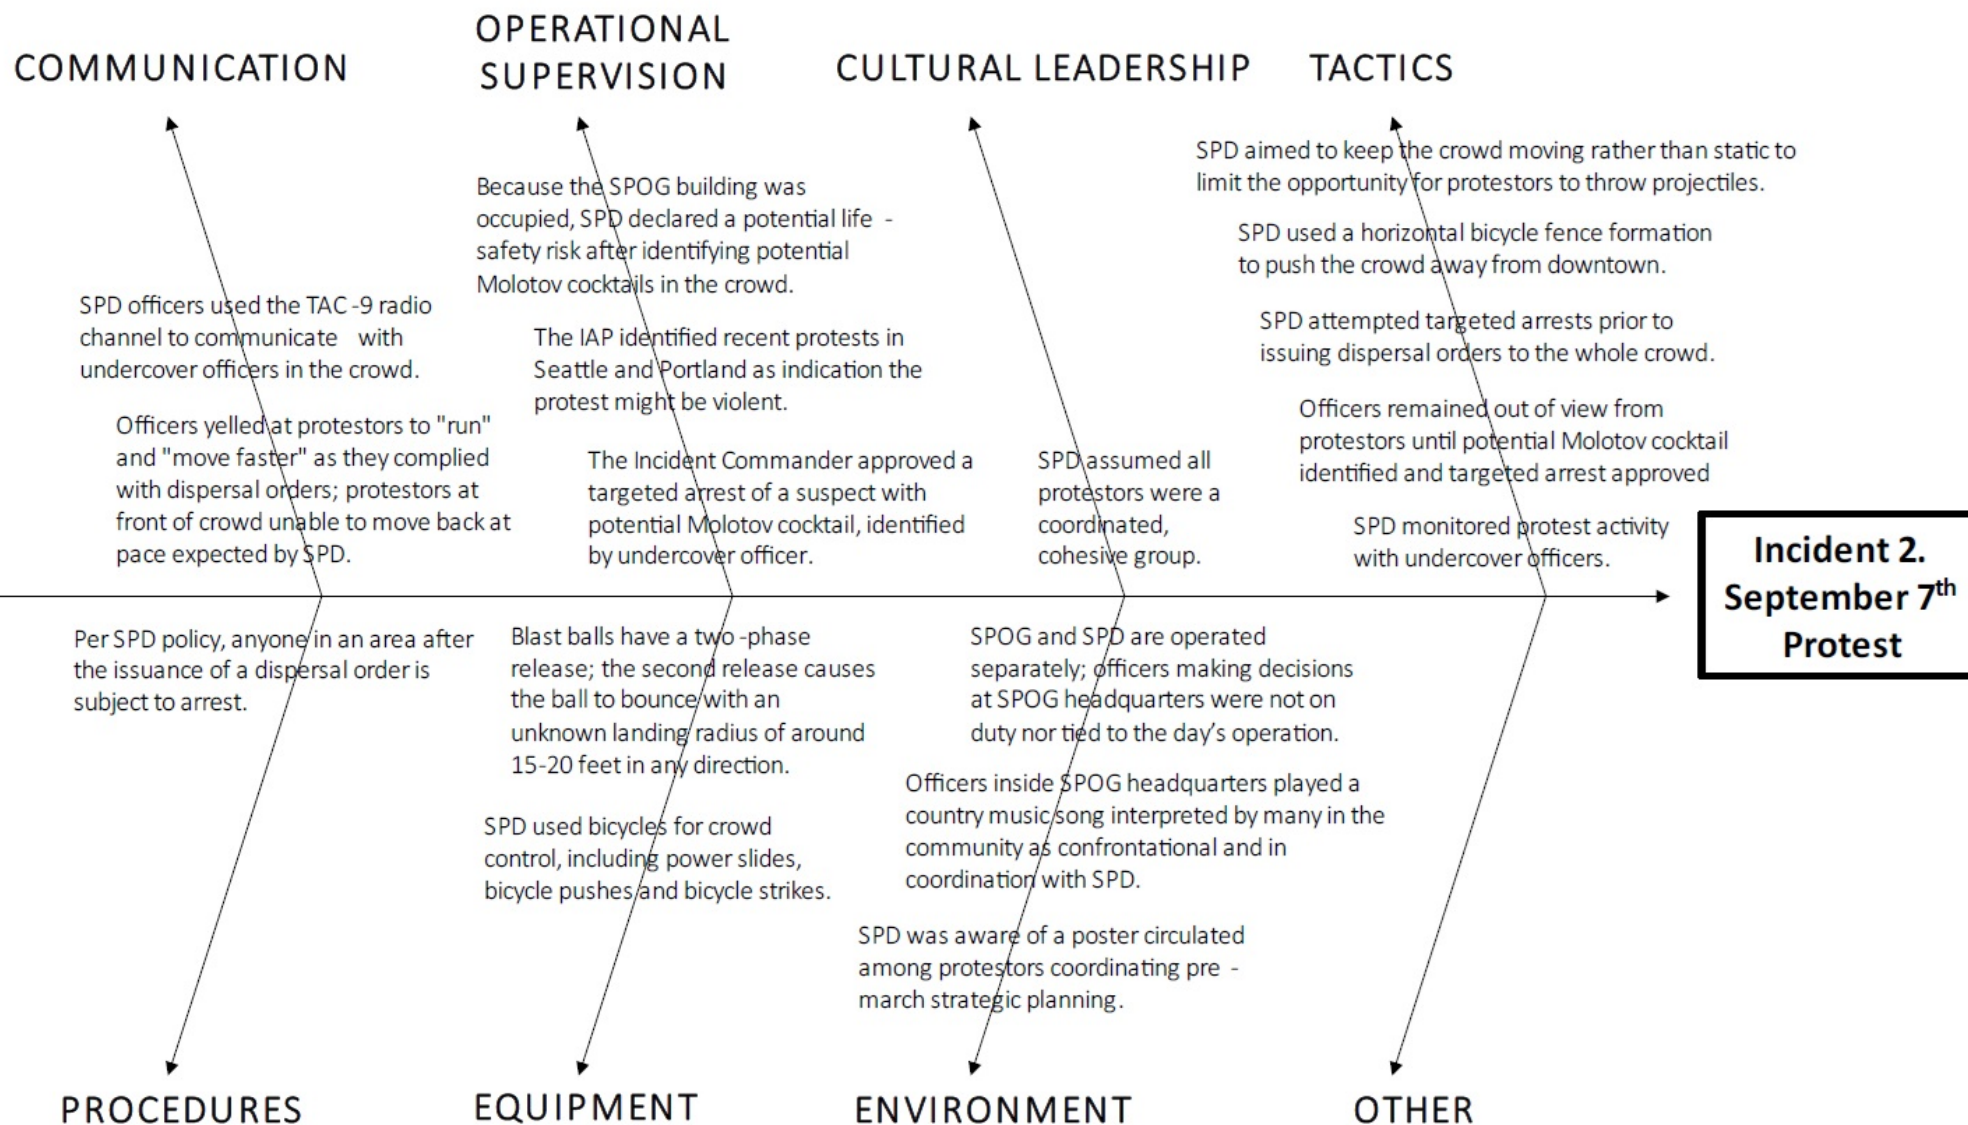 COMMUNICATION
OPERATIONAL
SUPERVISION
CULTURAL LEADERSHIP
TACTICS
SPD officers used the TAC -9 radio
channel to communicate with
undercover officers in the crowd.
Officers yelled at protestors to "run"
and "move faster" as they complied
with dispersal orders; protestors at
front of crowd unable to move back at
pace expected by SPD.
Because the SPOG building was
occupied, SPD declared a potential life -
safety risk after identifying potential
Molotov cocktails in the crowd.
The IAP identified recent protests in
Seattle and Portland as indication the
protest might be violent.
The Incident Commander approved a
targeted arrest of a suspect with
potential Molotov cocktail, identified
by undercover officer.
SPD assumed all
protestors were a
coordinated,
cohesive group.
SPD aimed to keep the crowd moving rather than static to
limit the opportunity for protestors to throw projectiles.
SPD used a horizontal bicycle fence formation
to push the crowd away from downtown.
SPD attempted targeted arrests prior to
issuing dispersal orders to the whole crowd.
Officers remained out of view from
protestors until potential Molotov cocktail
identified and targeted arrest approved
SPD monitored protest activity
with undercover officers.
Incident 2.
September 7th
Protest
Per SPD policy, anyone in an area after
the issuance of a dispersal order is
subject to arrest.
Blast balls have a two -phase
release; the second release causes
the ball to bounce with an
unknown landing radius of around
15-20 feet in any direction.
SPD used bicycles for crowd
control, including power slides,
bicycle pushes and bicycle strikes.
SPOG and SPD are operated
separately; officers making decisions
at SPOG headquarters were not on
duty nor tied to the day's operation.
Officers inside SPOG headquarters played a
country music song interpreted by many in the
community as confrontational and in
coordination with SPD.
SPD was aware of a poster circulated
among protestors coordinating pre -
march strategic planning.
PROCEDURES
EQUIPMENT
ENVIRONMENT
OTHER